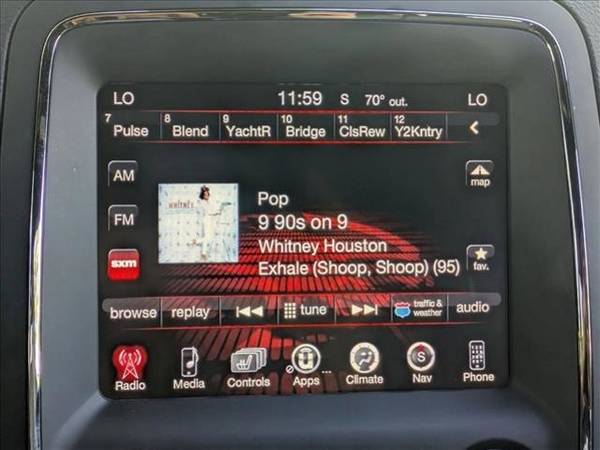 LO 11:59 S 70° out. LO
7 Pulse 8 Blend 9 YachtR 10 Bridge 11 ClsRew 12 Y2Kntry
AM
map
WHITNEY
Pop
9 90s on 9
FM
Whitney Houston
sxm
Exhale (Shoop, Shoop) (95)
fav.
browse replay tune traffic & weather audio
Radio Media Controls Apps Climate Nav Phone